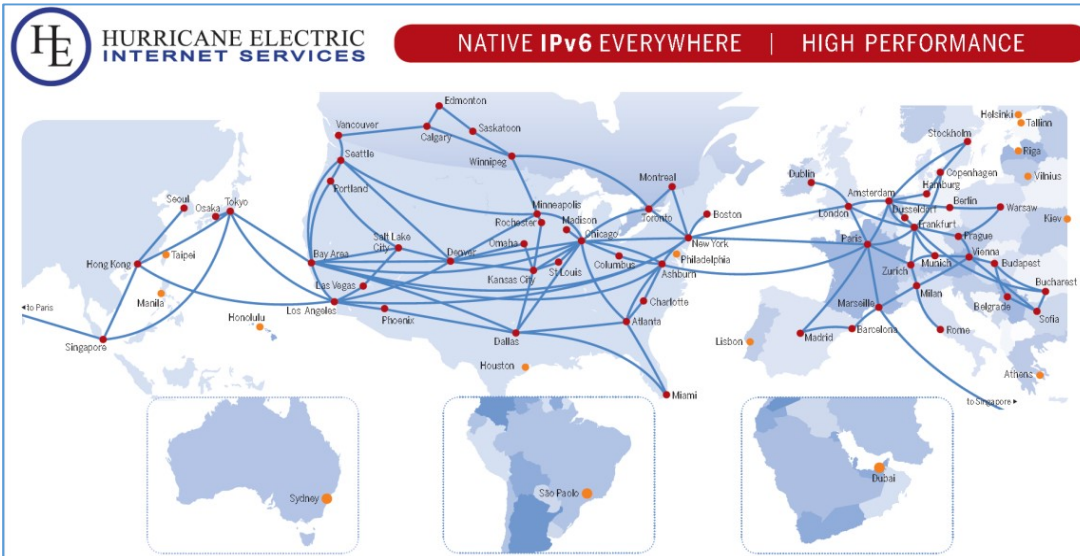 HE
HURRICANE ELECTRIC
INTERNET SERVICES
NATIVE IPv6 EVERYWHERE | HIGH PERFORMANCE
Edmonton
Vancouver
Calgary
Saskatoon
Seattle
Winnipeg
Portland
Montreal
Minneapolis
Rochester
Madison
Toronto
Boston
Chicago
Salt Lake
City
Omaha
Denver
New York
Philadelphia
Bay Area
Columbus
Ashburn
Kansas City
St Louis
Las Vegas
Charlotte
Los Angeles
Phoenix
Atlanta
Dallas
Houston
Miami
Seoul
Tokyo
Osaka
Hong Kong
Taipei
Manila
Honolulu
◄to Paris
Singapore
Helsinki
Tallinn
Stockholm
Riga
Dublin
Copenhagen
Vilnius
Amsterdam
Hamburg
Berlin
London
Dusseldorf
Warsaw
Kiev
Frankfurt
Paris
Prague
Vienna
Zurich
Munich
Budapest
Bucharest
Marseille
Milan
Belgrade
Sofia
Madrid
Barcelona
Rome
Lisbon
Athens
to Singapore ►
Sydney
São Paolo
Dubai